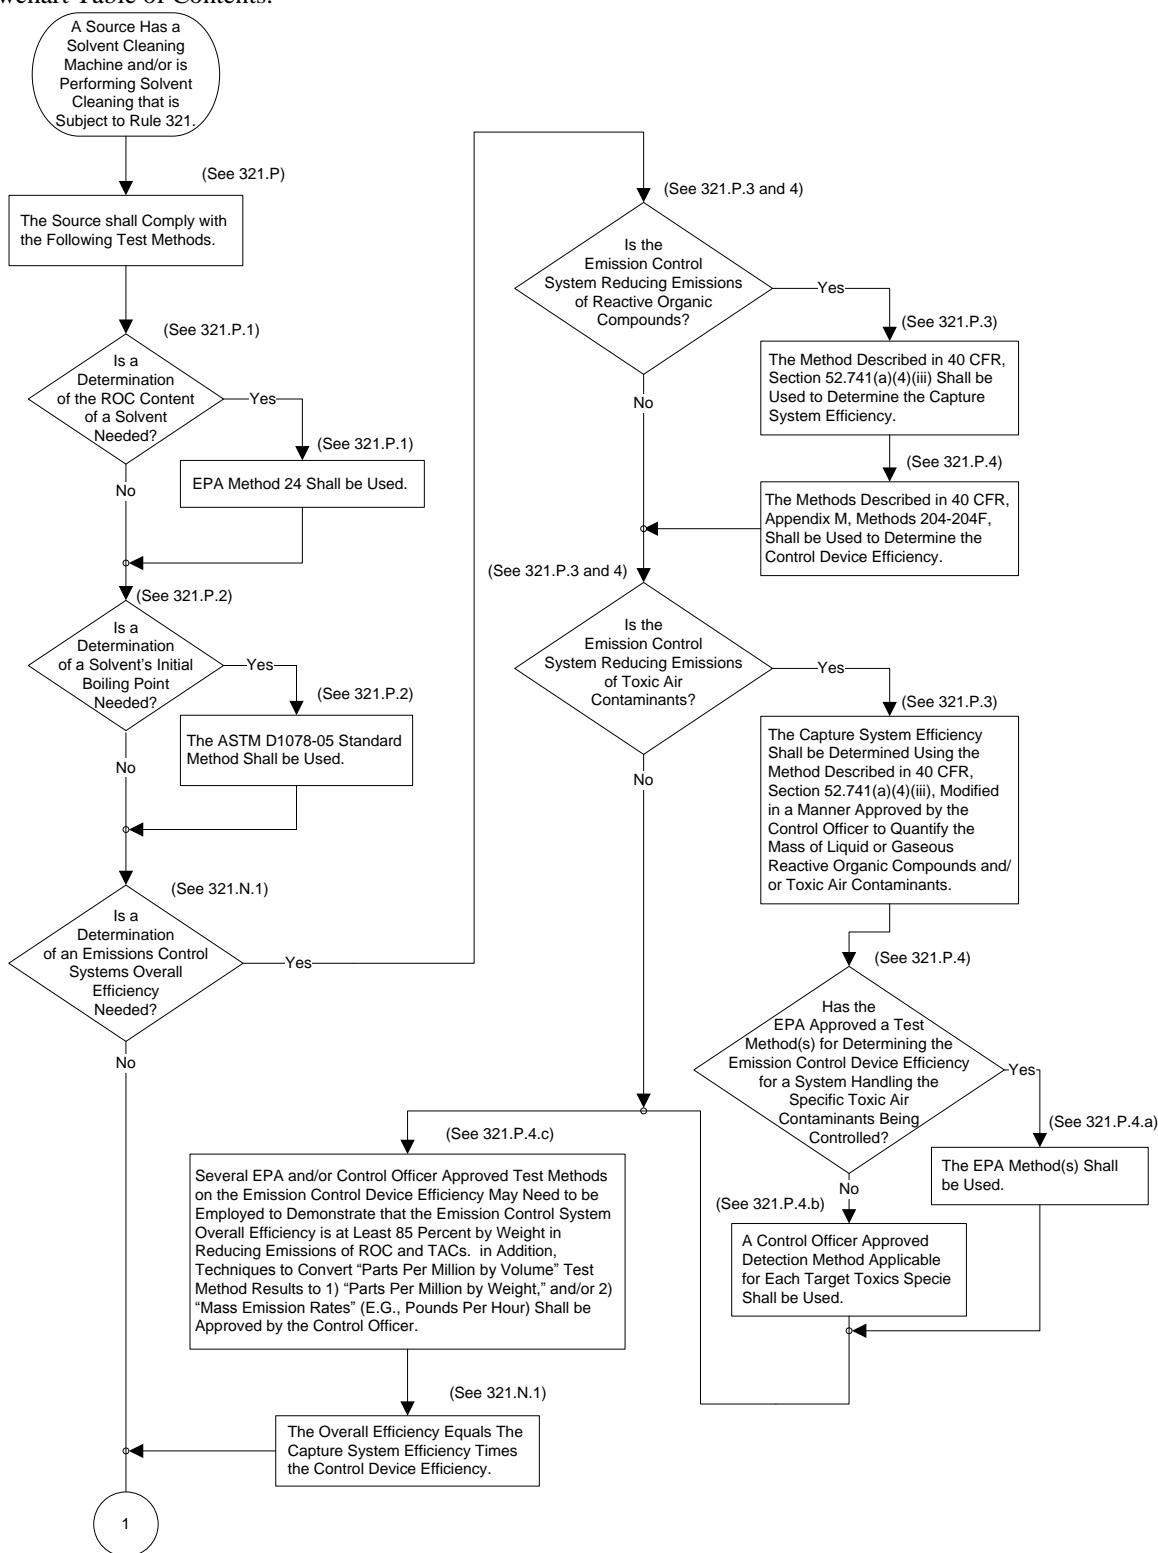 wchart Table of Contents.
A Source Has a
Solvent Cleaning
Machine and/or is
Performing Solvent
Cleaning that is
Subject to Rule 321.
(See 321.P)
The Source shall Comply with
the Following Test Methods.
(See 321.P.1)
Is a
Determination
of the ROC Content
of a Solvent
Needed?
Yes
(See 321.P.1)
EPA Method 24 Shall be Used.
No
(See 321.P.2)
Is a
Determination
of a Solvent's Initial
Boiling Point
Needed?
Yes
(See 321.P.2)
The ASTM D1078-05 Standard
Method Shall be Used.
No
(See 321.N.1)
Is a
Determination
of an Emissions Control
Systems Overall
Efficiency
Needed?
Yes
No
(See 321.P.3 and 4)
Is the
Emission Control
System Reducing Emissions
of Reactive Organic
Compounds?
Yes
(See 321.P.3)
The Method Described in 40 CFR,
Section 52.741(a)(4)(iii) Shall be
Used to Determine the Capture
System Efficiency.
(See 321.P.4)
The Methods Described in 40 CFR,
Appendix M, Methods 204-204F,
Shall be Used to Determine the
Control Device Efficiency.
No
(See 321.P.3 and 4)
Is the
Emission Control
System Reducing Emissions
of Toxic Air
Contaminants?
Yes
(See 321.P.3)
The Capture System Efficiency
Shall be Determined Using the
Method Described in 40 CFR,
Section 52.741(a)(4)(iii), Modified
in a Manner Approved by the
Control Officer to Quantify the
Mass of Liquid or Gaseous
Reactive Organic Compounds and/
or Toxic Air Contaminants.
No
(See 321.P.4)
Has the
EPA Approved a Test
Method(s) for Determining the
Emission Control Device Efficiency
for a System Handling the
Specific Toxic Air
Contaminants Being
Controlled?
Yes
(See 321.P.4.a)
The EPA Method(s) Shall
be Used.
No
(See 321.P.4.b)
A Control Officer Approved
Detection Method Applicable
for Each Target Toxics Specie
Shall be Used.
(See 321.P.4.c)
Several EPA and/or Control Officer Approved Test Methods
on the Emission Control Device Efficiency May Need to be
Employed to Demonstrate that the Emission Control System
Overall Efficiency is at Least 85 Percent by Weight in
Reducing Emissions of ROC and TACs. in Addition,
Techniques to Convert “Parts Per Million by Volume” Test
Method Results to 1) “Parts Per Million by Weight,” and/or 2)
“Mass Emission Rates” (E.G., Pounds Per Hour) Shall be
Approved by the Control Officer.
(See 321.N.1)
The Overall Efficiency Equals The
Capture System Efficiency Times
the Control Device Efficiency.
1